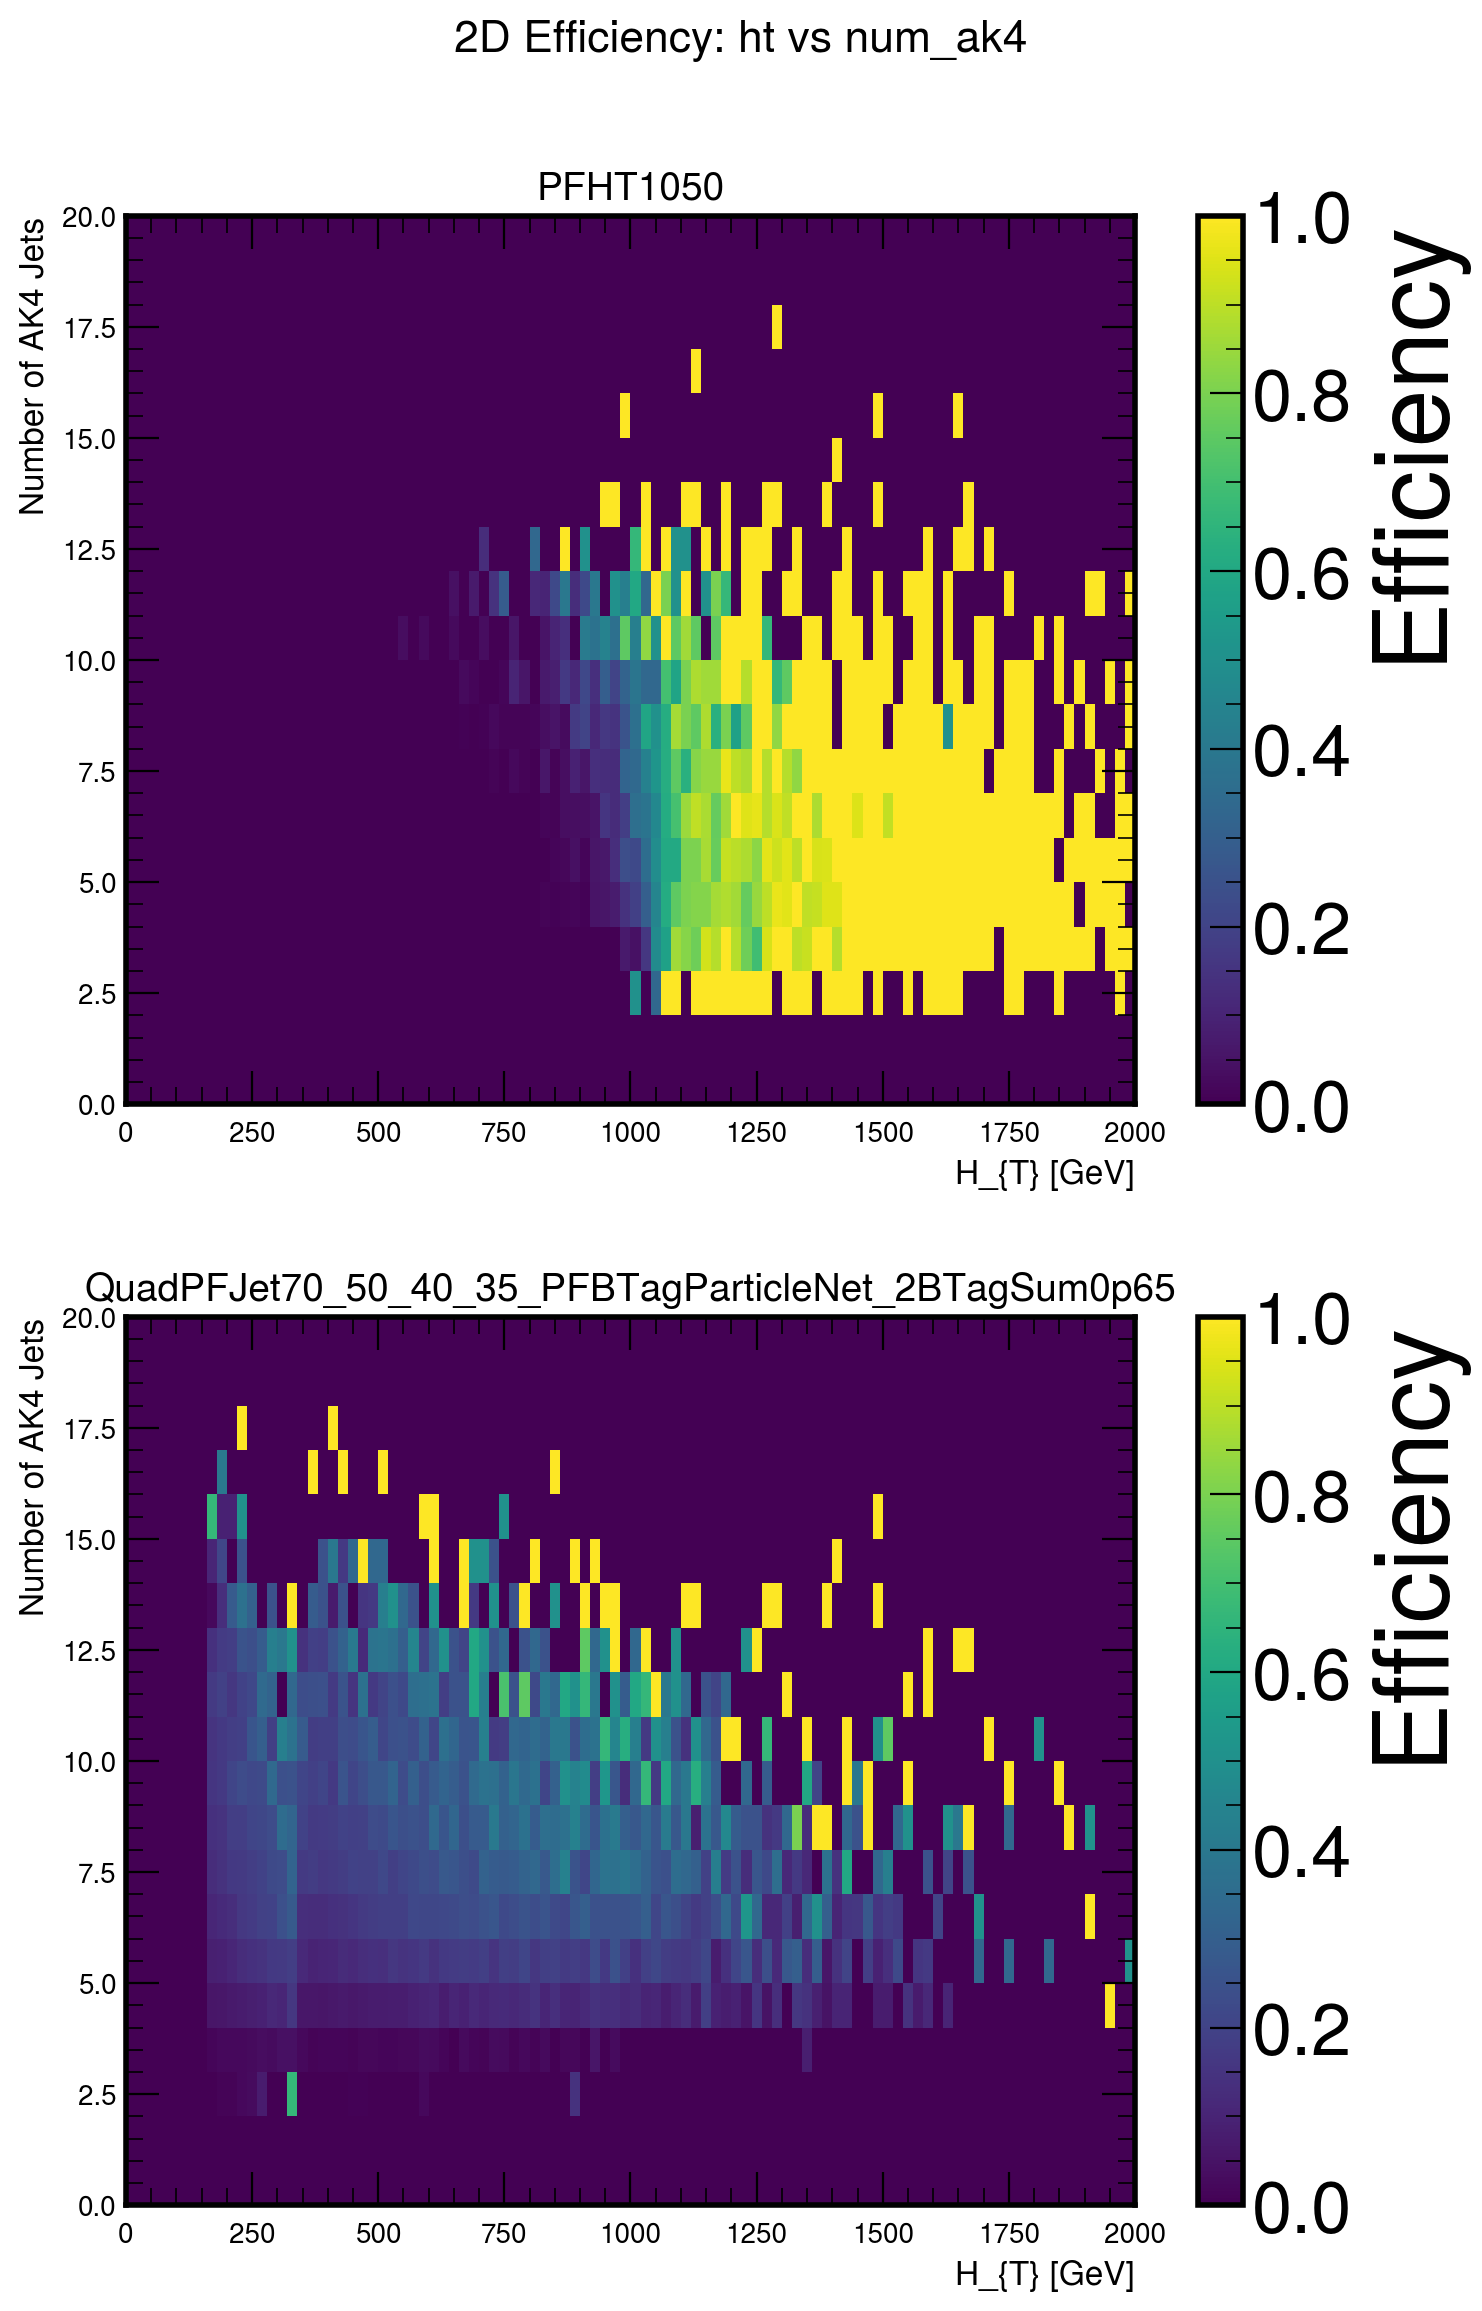 2D Efficiency: ht vs num_ak4
PFHT1050
Number of AK4 Jets
20.0
17.5
15.0
12.5
10.0
7.5
5.0
2.5
0.0
0 250 500 750 1000 1250 1500 1750 2000
H_{T} [GeV]
1.0
0.8
0.6
0.4
0.2
0.0
Efficiency
QuadPFJet70_50_40_35_PFBTagParticleNet_2BTagSum0p65
Number of AK4 Jets
20.0
17.5
15.0
12.5
10.0
7.5
5.0
2.5
0.0
0 250 500 750 1000 1250 1500 1750 2000
H_{T} [GeV]
1.0
0.8
0.6
0.4
0.2
0.0
Efficiency